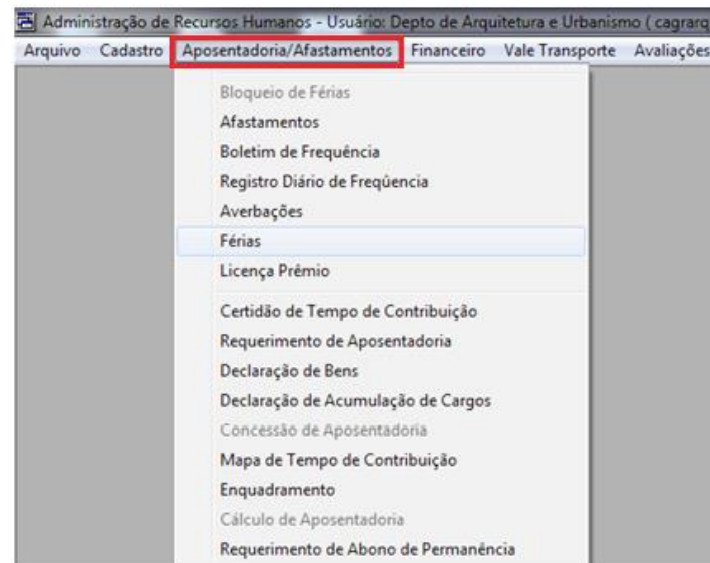 Administração de Recursos Humanos - Usuário: Depto de Arquitetura e Urbanismo ( cagrarq
Arquivo Cadastro Aposentadoria/Afastamentos Financeiro Vale Transporte Avaliações
Bloqueio de Férias
Afastamentos
Boletim de Frequência
Registro Diário de Freqüencia
Averbações
Férias
Licença Prêmio
Certidão de Tempo de Contribuição
Requerimento de Aposentadoria
Declaração de Bens
Declaração de Acumulação de Cargos
Concessão de Aposentadoria
Mapa de Tempo de Contribuição
Enquadramento
Cálculo de Aposentadoria
Requerimento de Abono de Permanência